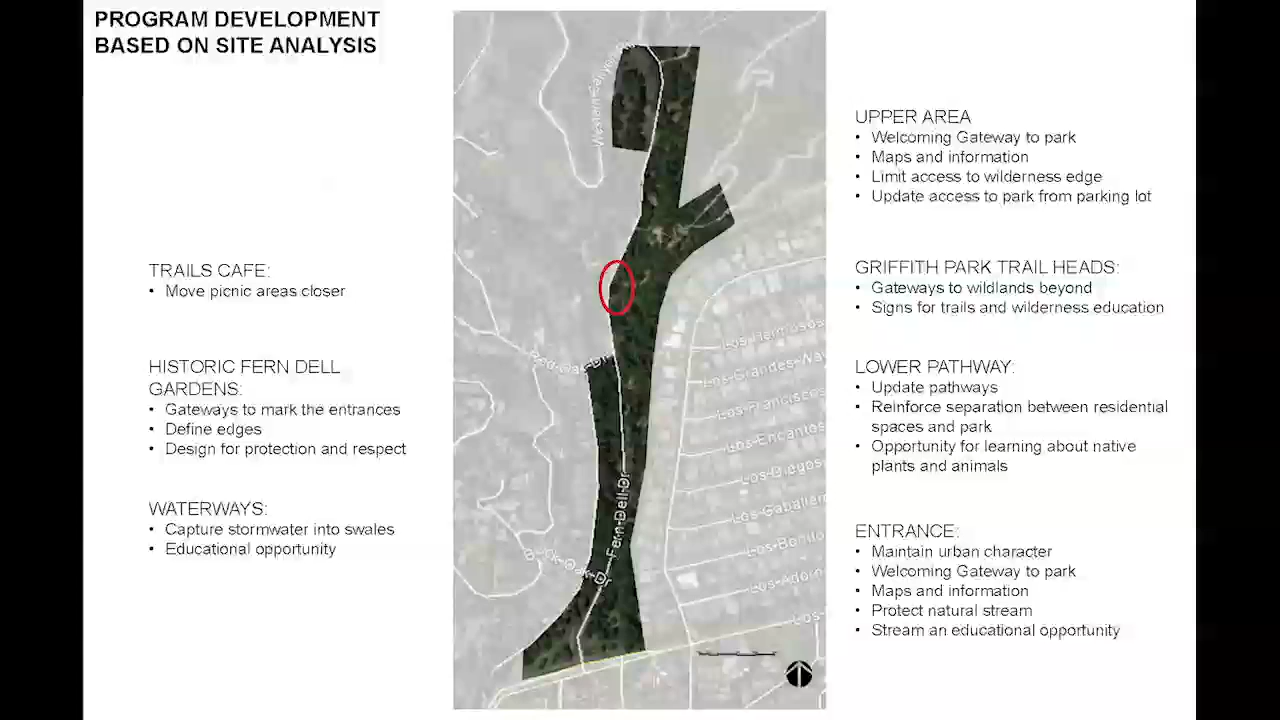 PROGRAM DEVELOPMENT
BASED ON SITE ANALYSIS
TRAILS CAFE:
• Move picnic areas closer
HISTORIC FERN DELL
GARDENS:
• Gateways to mark the entrances
• Define edges
• Design for protection and respect
WATERWAYS:
• Capture stormwater into swales
• Educational opportunity
Western Canyon
Red-Oak-Dr
Fern-Dell-Dr
Los-Hermosos
Los-Grandes-Way
Los-Franciscos
Los-Encantos
Los-Diegos
Los-
UPPER AREA
• Welcoming Gateway to park
• Maps and information
• Limit access to wilderness edge
• Update access to park from parking lot
GRIFFITH PARK TRAIL HEADS:
• Gateways to wildlands beyond
• Signs for trails and wilderness education
LOWER PATHWAY:
• Update pathways
• Reinforce separation between residential
spaces and park
• Opportunity for learning about native
plants and animals
ENTRANCE:
• Maintain urban character
• Welcoming Gateway to park
• Maps and information
• Protect natural stream
• Stream an educational opportunity